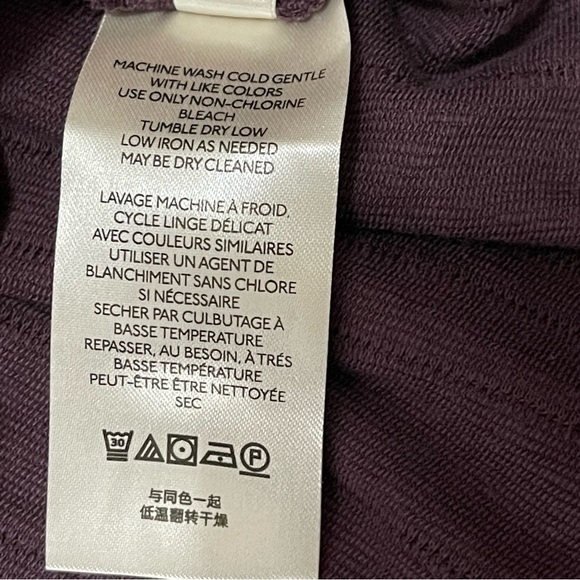 MACHINE WASH COLD GENTLE
WITH LIKE COLORS
USE ONLY NON-CHLORINE
BLEACH
TUMBLE DRY LOW
LOW IRON AS NEEDED
MAY BE DRY CLEANED
LAVAGE MACHINE À FROID,
CYCLE LINGE DÉLICAT
AVEC COULEURS SIMILAIRES
UTILISER UN AGENT DE
BLANCHIMENT SANS CHLORE
SI NÉCESSAIRE
SECHER PAR CULBUTAGE À
BASSE TEMPERATURE
REPASSER, AU BESOIN, À TRÉS
BASSE TEMPÉRATURE
PEUT-ÊTRE ÊTRE NETTOYÉE
SEC
30 P
与同色一起
低温翻转干燥